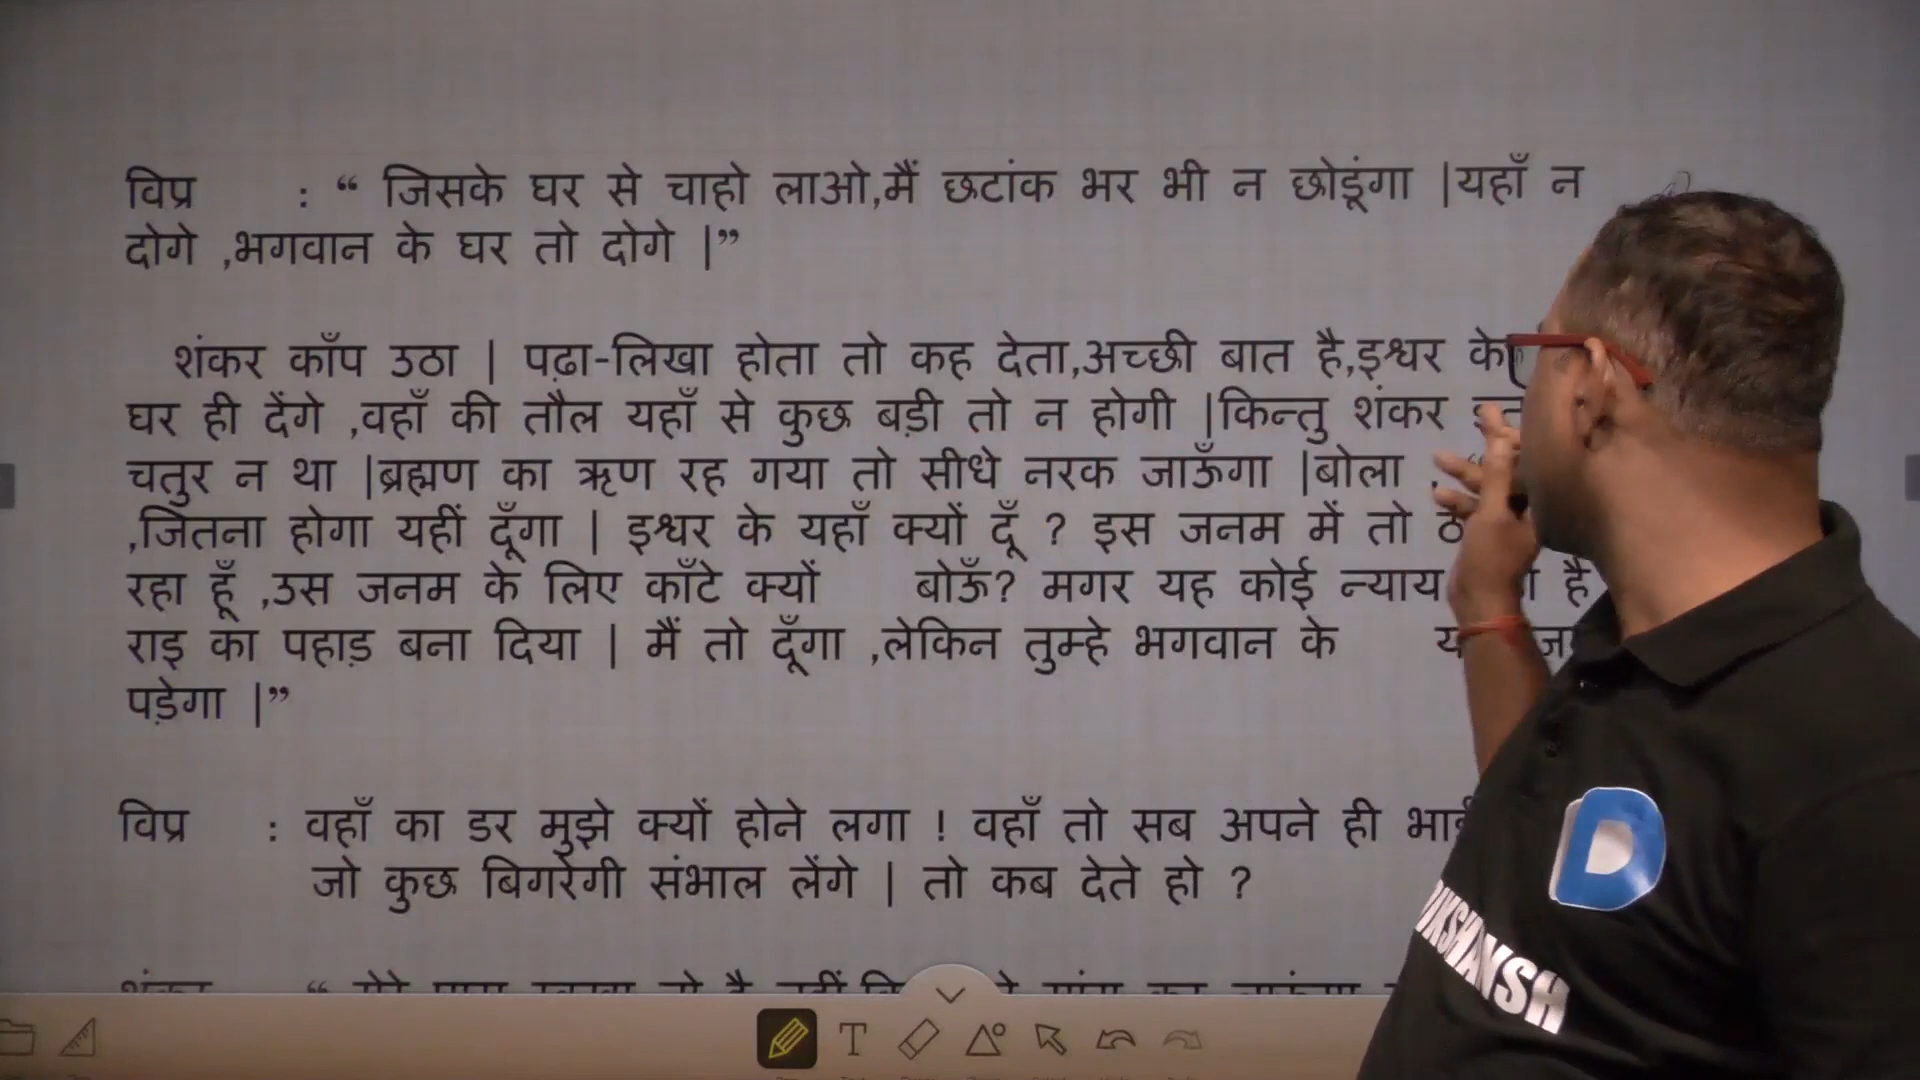 विप्र : “ जिसके घर से चाहो लाओ,मैं छटांक भर भी न छोडूंगा |यहाँ न
दोगे ,भगवान के घर तो दोगे |”
शंकर काँप उठा | पढ़ा-लिखा होता तो कह देता,अच्छी बात है,इश्वर के
घर ही देंगे ,वहाँ की तौल यहाँ से कुछ बड़ी तो न होगी |किन्तु शंकर
चतुर न था |ब्रह्मण का ऋण रह गया तो सीधे नरक जाऊँगा |बोला
,जितना होगा यहीं दूँगा | इश्वर के यहाँ क्यों दूँ ? इस जनम में तो
रहा हूँ ,उस जनम के लिए काँटे क्यों बोऊँ? मगर यह कोई न्याय है
राइ का पहाड़ बना दिया | मैं तो दूँगा ,लेकिन तुम्हे भगवान के
पड़ेगा |”
विप्र : वहाँ का डर मुझे क्यों होने लगा ! वहाँ तो सब अपने ही
जो कुछ बिगरेगी संभाल लेंगे | तो कब देते हो ?
T
D
DIKSHANSH